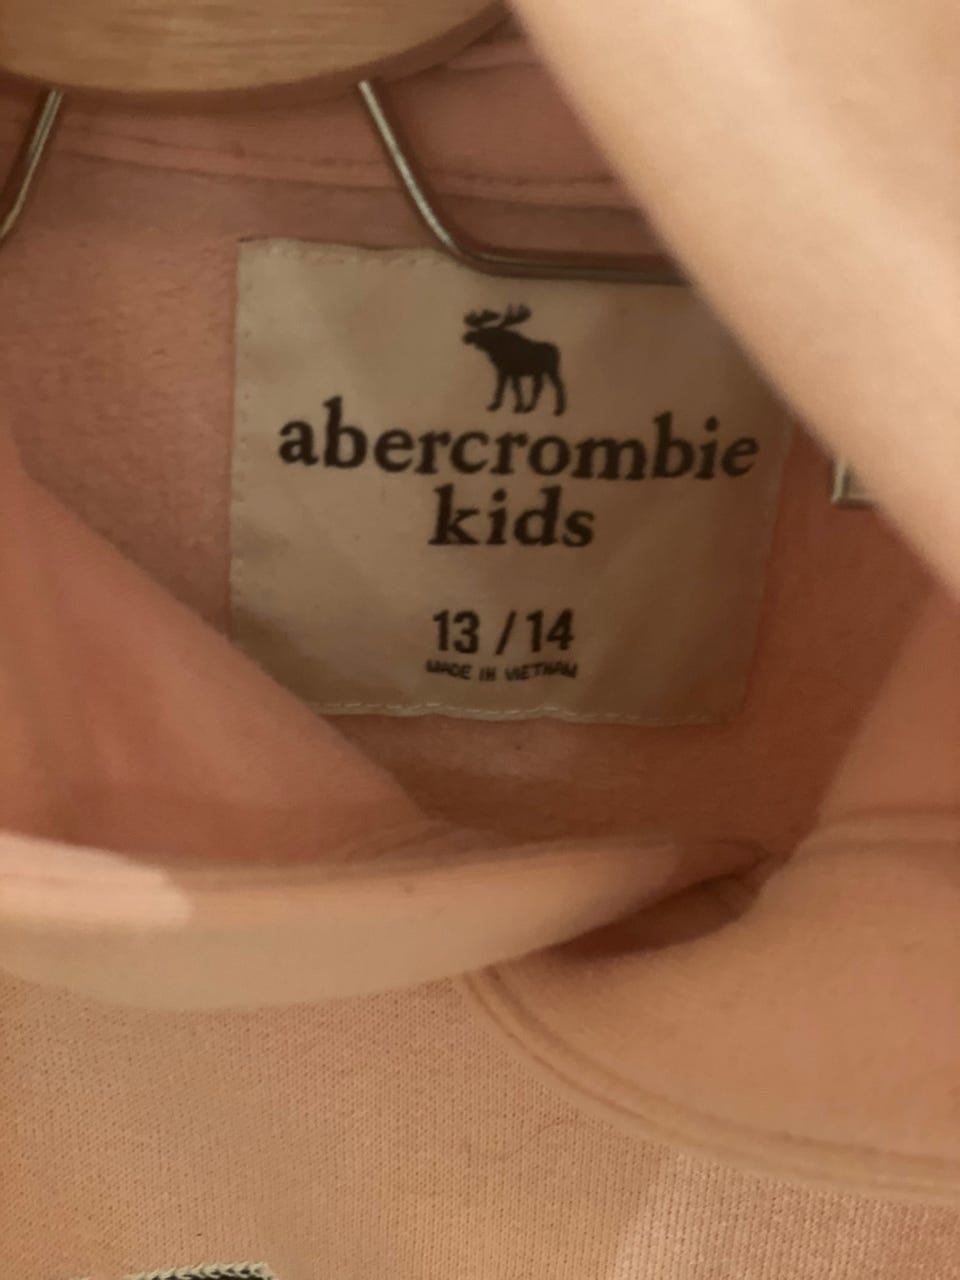 abercrombie
kids
13 / 14
MADE IN VIETNAM